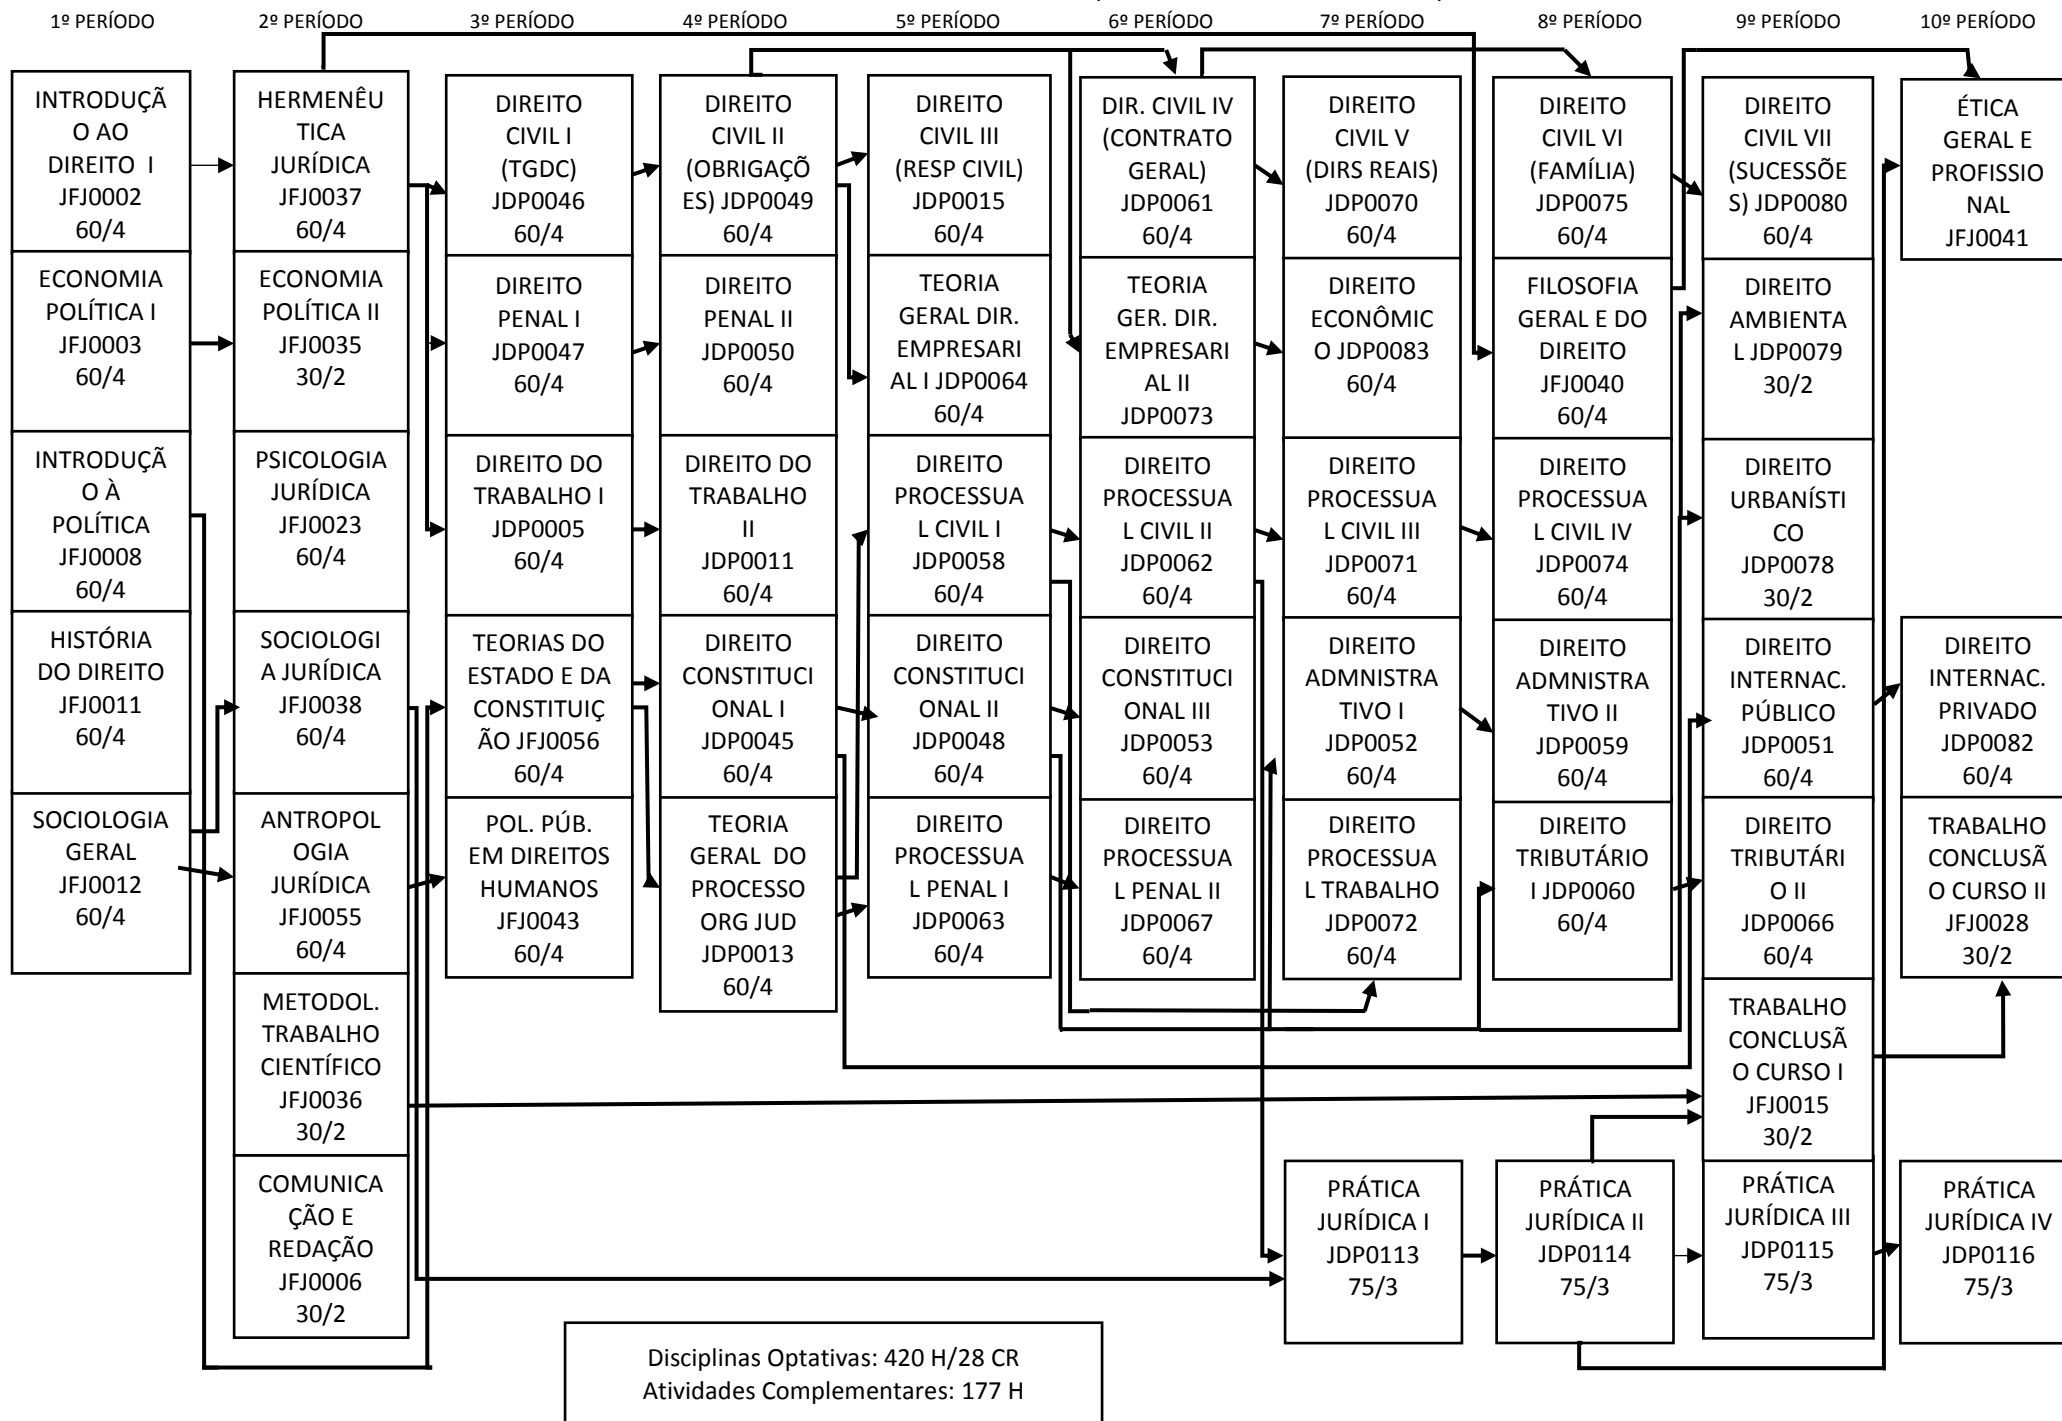 1º PERÍODO
2º PERÍODO
3º PERÍODO
4º PERÍODO
5º PERÍODO
6º PERÍODO
7º PERÍODO
8º PERÍODO
9º PERÍODO
10º PERÍODO
INTRODUÇÃ
O AO
DIREITO I
JFJ0002
60/4
ECONOMIA
POLÍTICA I
JFJ0003
60/4
INTRODUÇÃ
O À
POLÍTICA
JFJ0008
60/4
HISTÓRIA
DO DIREITO
JFJ0011
60/4
SOCIOLOGIA
GERAL
JFJ0012
60/4
HERMENÊU
TICA
JURÍDICA
JFJ0037
60/4
ECONOMIA
POLÍTICA II
JFJ0035
30/2
PSICOLOGIA
JURÍDICA
JFJ0023
60/4
SOCIOLOGI
A JURÍDICA
JFJ0038
60/4
ANTROPOL
OGIA
JURÍDICA
JFJ0055
60/4
METODOL.
TRABALHO
CIENTÍFICO
JFJ0036
30/2
COMUNICA
ÇÃO E
REDAÇÃO
JFJ0006
30/2
DIREITO
CIVIL I
(TGDC)
JDP0046
60/4
DIREITO
PENAL I
JDP0047
60/4
DIREITO DO
TRABALHO I
JDP0005
60/4
TEORIAS DO
ESTADO E DA
CONSTITUIÇ
ÃO JFJ0056
60/4
POL. PÚB.
EM DIREITOS
HUMANOS
JFJ0043
60/4
DIREITO
CIVIL II
(OBRIGAÇÕ
ES) JDP0049
60/4
DIREITO
PENAL II
JDP0050
60/4
DIREITO DO
TRABALHO
II
JDP0011
60/4
DIREITO
CONSTITUCI
ONAL I
JDP0045
60/4
TEORIA
GERAL DO
PROCESSO
ORG JUD
JDP0013
60/4
DIREITO
CIVIL III
(RESP CIVIL)
JDP0015
60/4
TEORIA
GERAL DIR.
EMPRESARI
AL I JDP0064
60/4
DIREITO
PROCESSUA
L CIVIL I
JDP0058
60/4
DIREITO
CONSTITUCI
ONAL II
JDP0048
60/4
DIREITO
PROCESSUA
L PENAL I
JDP0063
60/4
DIR. CIVIL IV
(CONTRATO
GERAL)
JDP0061
60/4
TEORIA
GER. DIR.
EMPRESARI
AL II
JDP0073
DIREITO
PROCESSUA
L CIVIL II
JDP0062
60/4
DIREITO
CONSTITUCI
ONAL III
JDP0053
60/4
DIREITO
PROCESSUA
L PENAL II
JDP0067
60/4
DIREITO
CIVIL V
(DIRS REAIS)
JDP0070
60/4
DIREITO
ECONÔMIC
O JDP0083
60/4
DIREITO
PROCESSUA
L CIVIL III
JDP0071
60/4
DIREITO
ADMNISTRA
TIVO I
JDP0052
60/4
DIREITO
PROCESSUA
L TRABALHO
JDP0072
60/4
PRÁTICA
JURÍDICA I
JDP0113
75/3
DIREITO
CIVIL VI
(FAMÍLIA)
JDP0075
60/4
FILOSOFIA
GERAL E DO
DIREITO
JFJ0040
60/4
DIREITO
PROCESSUA
L CIVIL IV
JDP0074
60/4
DIREITO
ADMNISTRA
TIVO II
JDP0059
60/4
DIREITO
TRIBUTÁRIO
I JDP0060
60/4
PRÁTICA
JURÍDICA II
JDP0114
75/3
DIREITO
CIVIL VII
(SUCESSÕE
S) JDP0080
60/4
DIREITO
AMBIENTA
L JDP0079
30/2
DIREITO
URBANÍSTI
CO
JDP0078
30/2
DIREITO
INTERNAC.
PÚBLICO
JDP0051
60/4
DIREITO
TRIBUTÁRI
O II
JDP0066
60/4
TRABALHO
CONCLUSÃ
O CURSO I
JFJ0015
30/2
PRÁTICA
JURÍDICA III
JDP0115
75/3
ÉTICA
GERAL E
PROFISSIO
NAL
JFJ0041
DIREITO
INTERNAC.
PRIVADO
JDP0082
60/4
TRABALHO
CONCLUSÃ
O CURSO II
JFJ0028
30/2
PRÁTICA
JURÍDICA IV
JDP0116
75/3
Disciplinas Optativas: 420 H/28 CR
Atividades Complementares: 177 H